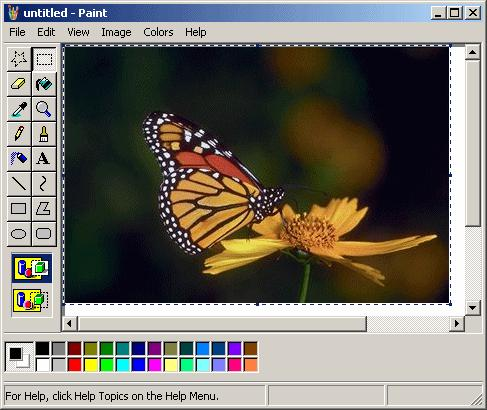 untitled - Paint
File Edit View Image Colors Help
A
For Help, click Help Topics on the Help Menu.